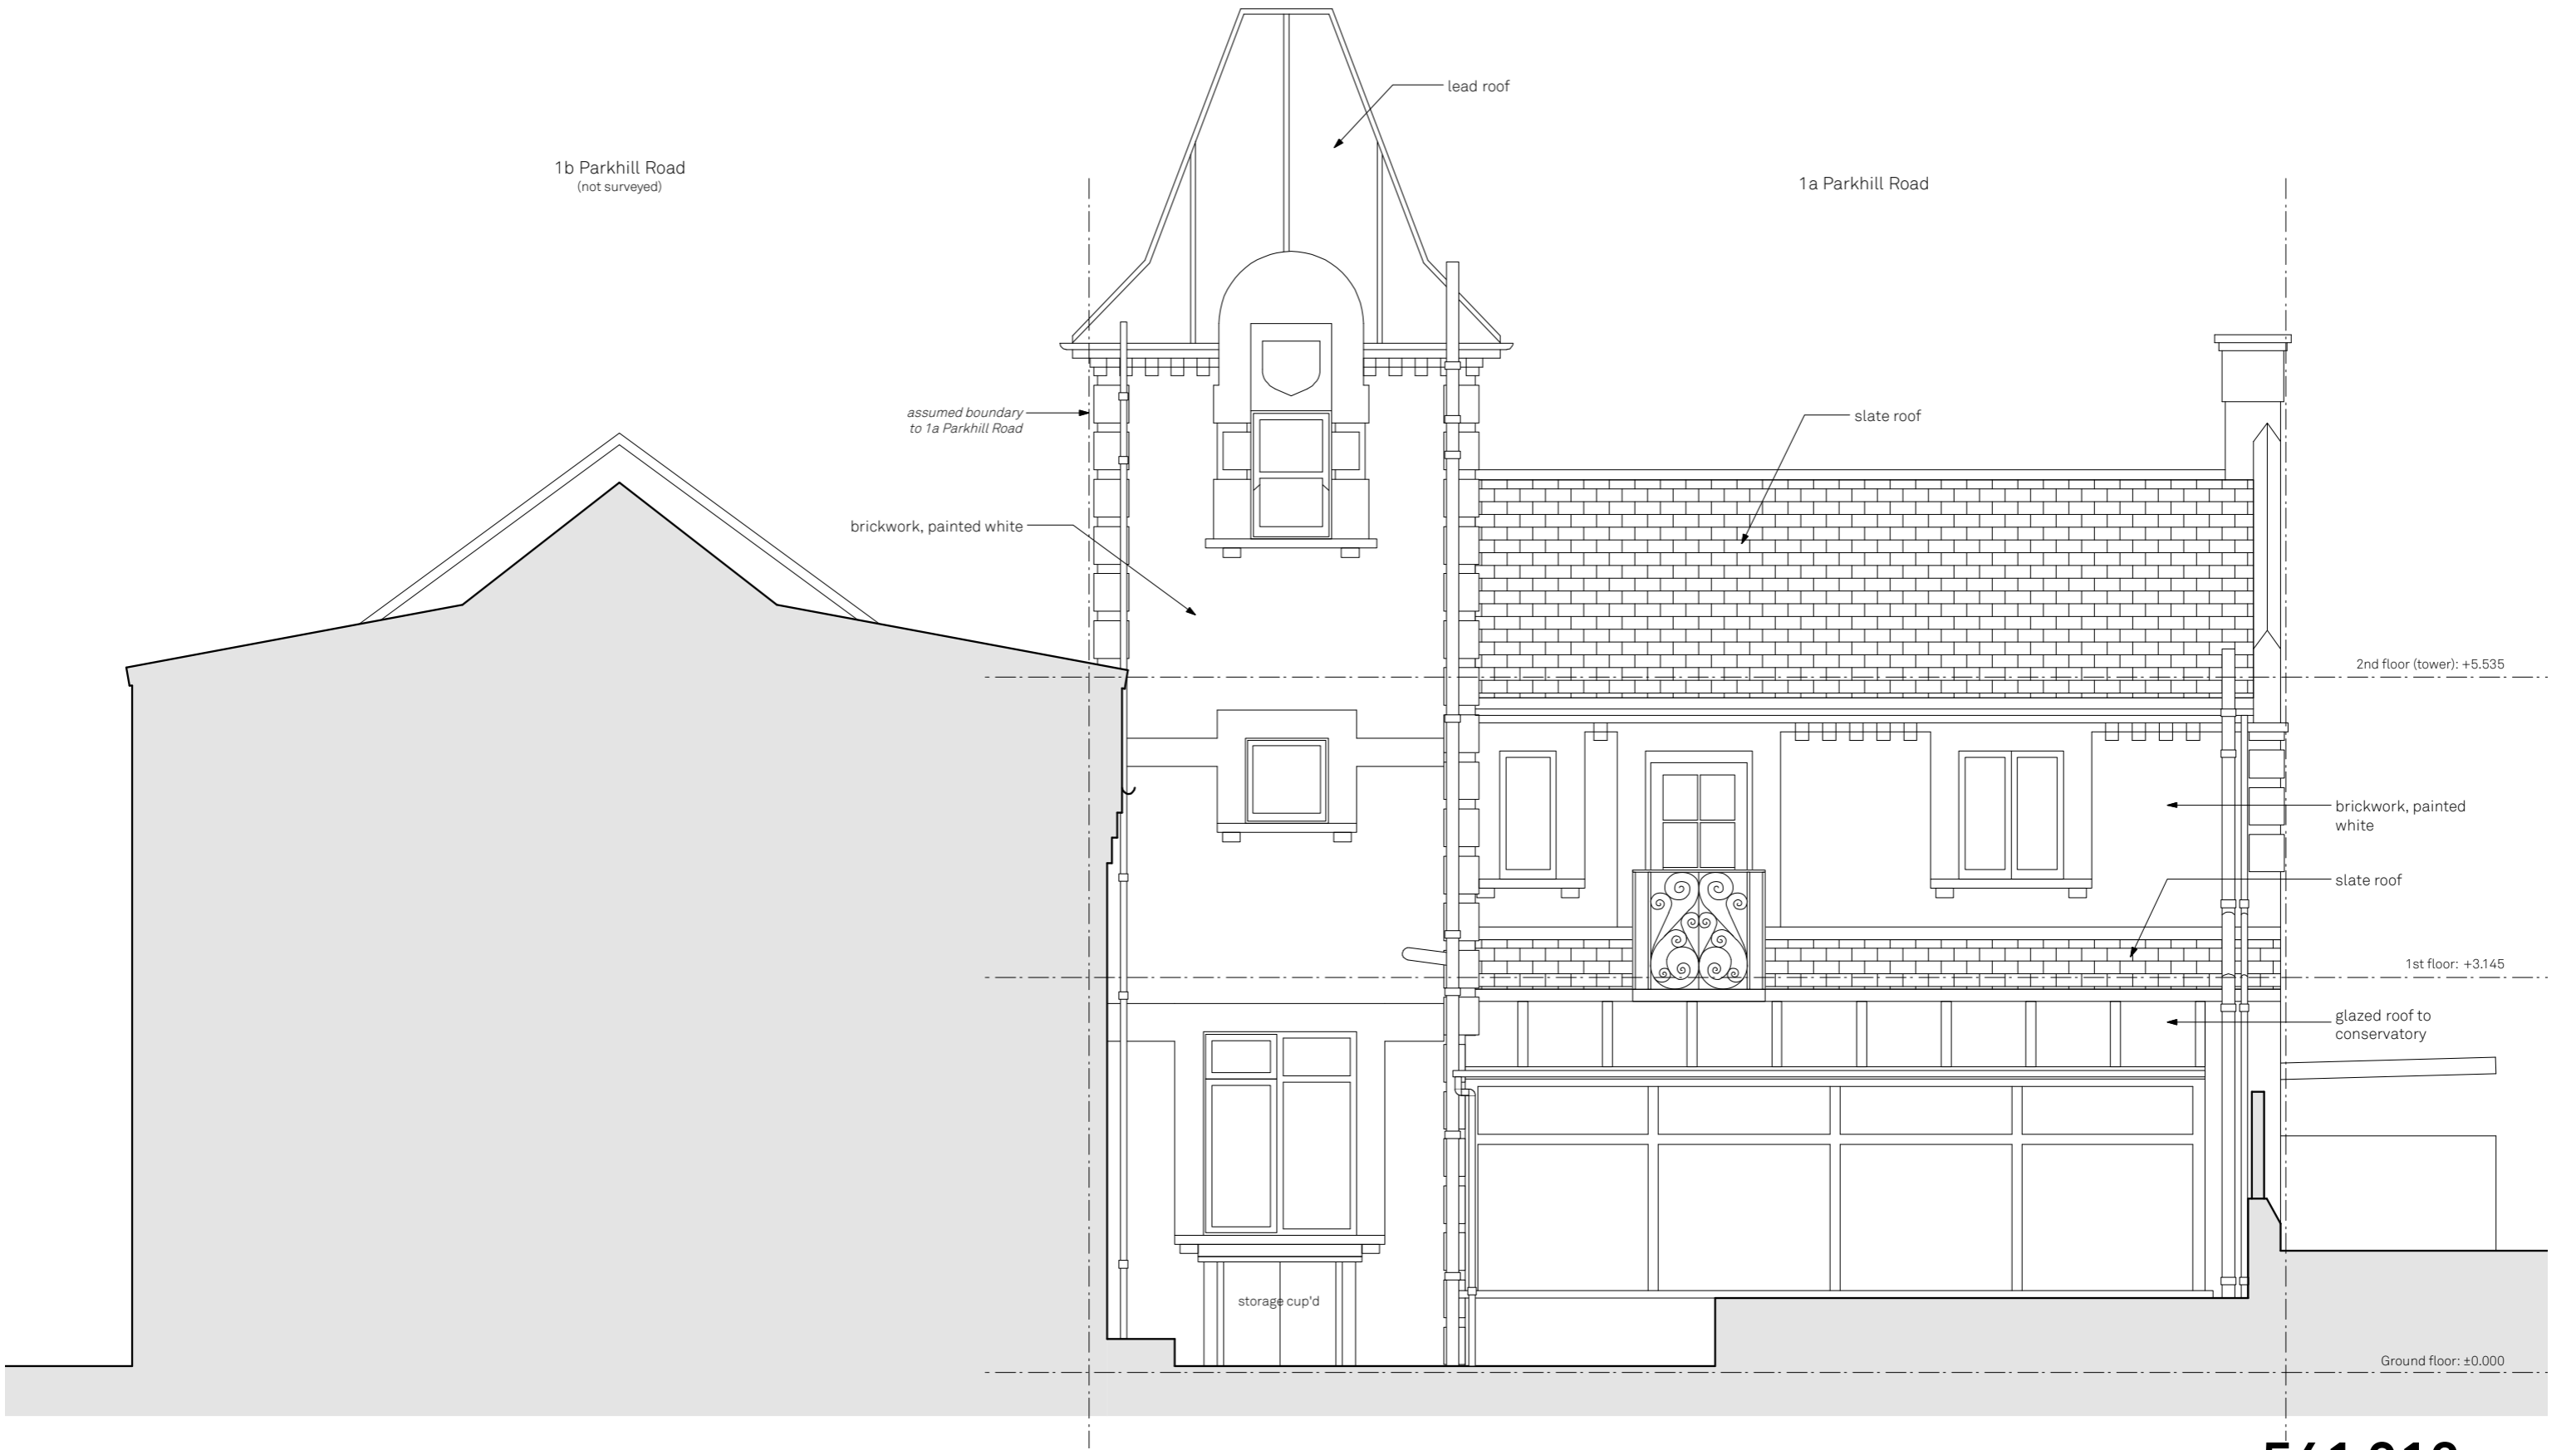 lead roof
1b Parkhill Road
(not surveyed)
1a Parkhill Road
assumed boundary
to 1a Parkhill Road
slate roof
brickwork, painted white
2nd floor (tower): +5.535
brickwork, painted
white
slate roof
1st floor: +3.145
glazed roof to
conservatory
storage cup'd
Ground floor: ±0.000